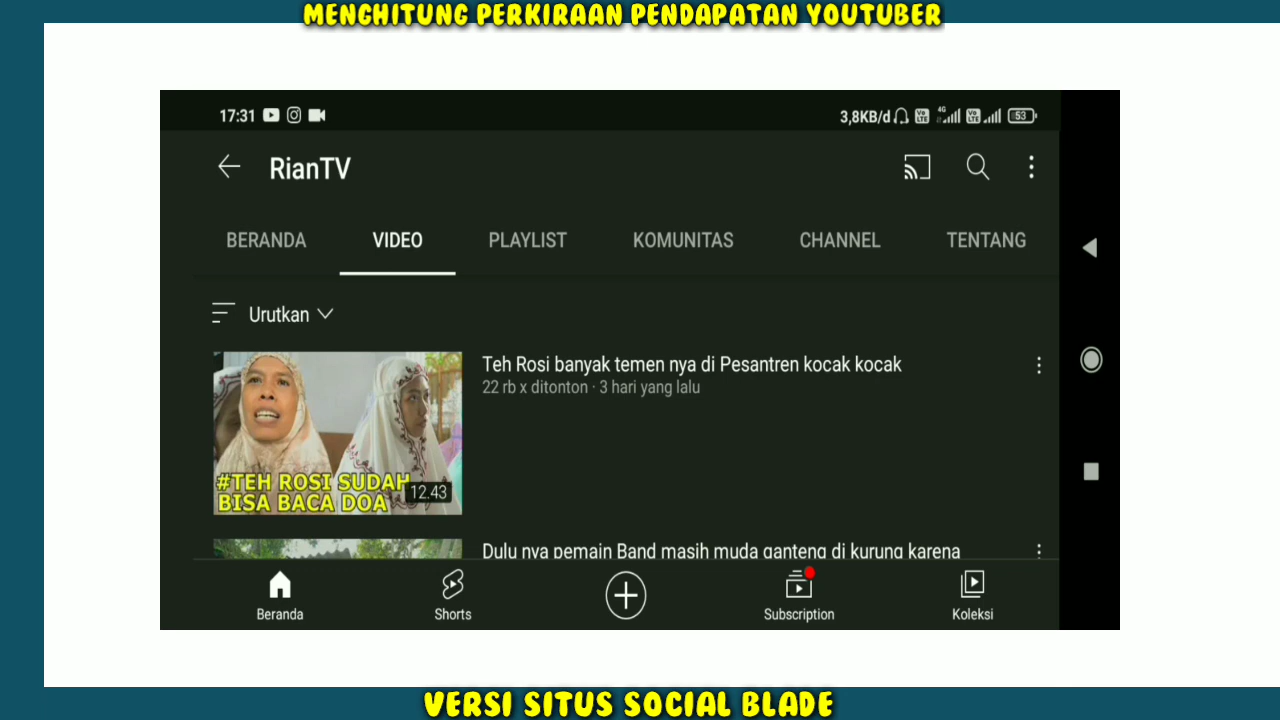 MENGHITUNG PERKIRAAN PENDAPATAN YOUTUBER
17:31
3,8KB/d
4G
53
RianTV
BERANDA VIDEO PLAYLIST KOMUNITAS CHANNEL TENTANG
Urutkan
Teh Rosi banyak temen nya di Pesantren kocak kocak
22 rb x ditonton · 3 hari yang lalu
#TEH ROSI SUDAH
12.43
BISA BACA DOA
Dulu nya pemain Band masih muda ganteng di kurung karena
Beranda Shorts Subscription Koleksi
VERSI SITUS SOCIAL BLADE